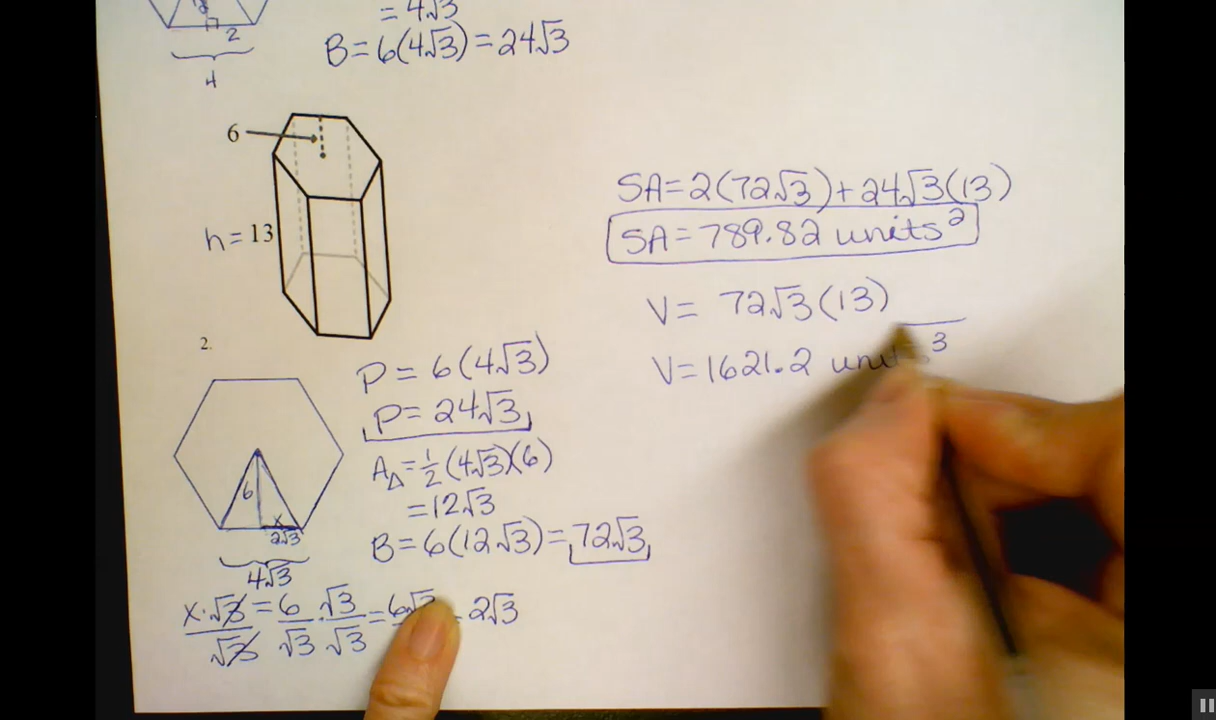 = 4√3
2
B = 6(4√3) = 24√3
4
6
h = 13
SA = 2(72√3) + 24√3(13)
SA = 789.82 units²
V = 72√3(13)
V = 1621.2 units³
2.
P = 6(4√3)
P = 24√3
A△ = ½(4√3)(6)
= 12√3
B = 6(12√3) = 72√3
6
x
2√3
4√3
x·√3/√3 = 6/√3 · √3/√3 = 6√3 = 2√3